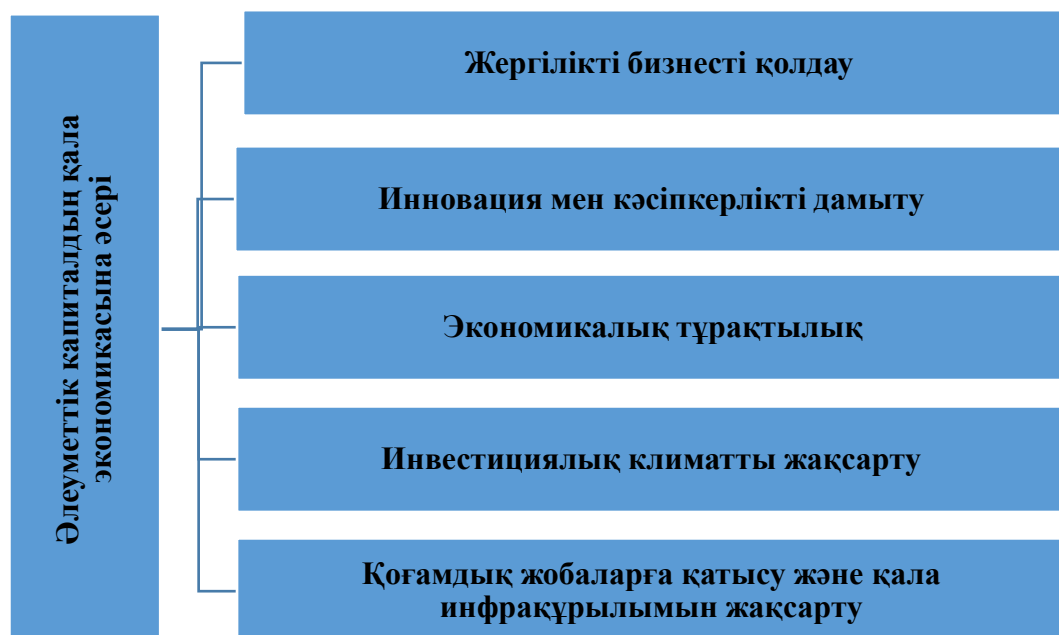 Әлеуметтік капиталдың қала
экономикасына әсері
Жергілікті бизнесті қолдау
Инновация мен кәсіпкерлікті дамыту
Экономикалық тұрақтылық
Инвестициялық климатты жақсарту
Қоғамдық жобаларға қатысу және қала
инфрақұрылымын жақсарту